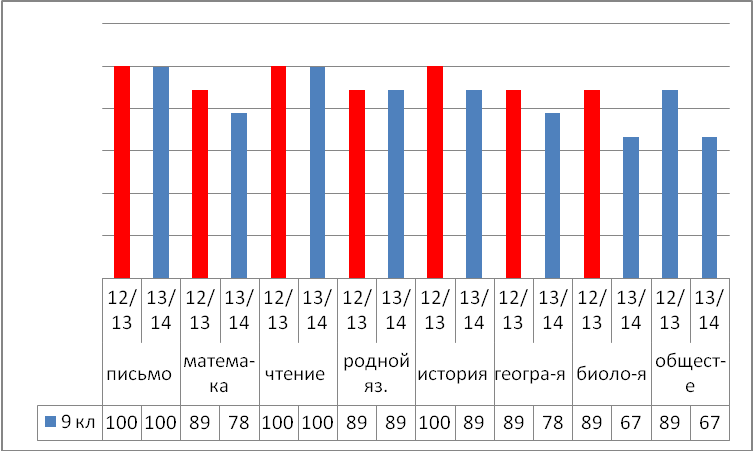 12/ 13/ 12/ 13/ 12/ 13/ 12/ 13/ 12/ 13/ 12/ 13/ 12/ 13/ 12/ 13/
13 14 13 14 13 14 13 14 13 14 13 14 13 14 13 14
письмо матема-ка чтение родной яз. история геогра-я биоло-я общест-е
9 кл 100 100 89 78 100 100 89 89 100 89 89 78 89 67 89 67